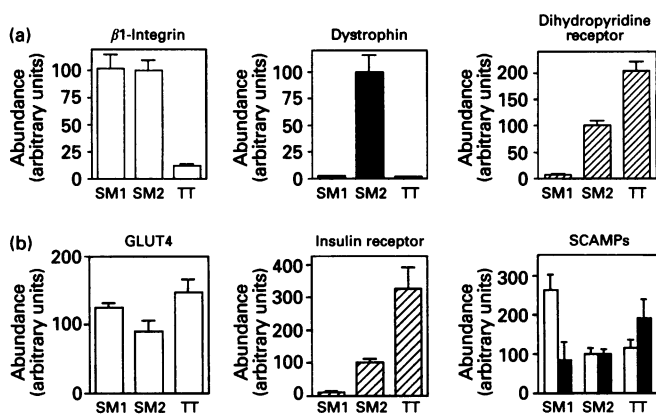 (a)
β1-Integrin
Abundance
(arbitrary units)
100
75
50
25
0
SM1 SM2 TT
Dystrophin
Abundance
(arbitrary units)
100
75
50
25
0
SM1 SM2 TT
Dihydropyridine
receptor
Abundance
(arbitrary units)
200
150
100
50
0
SM1 SM2 TT
(b)
GLUT4
Abundance
(arbitrary units)
200
100
0
SM1 SM2 TT
Insulin receptor
Abundance
(arbitrary units)
400
300
200
100
0
SM1 SM2 TT
SCAMPs
Abundance
(arbitrary units)
300
200
100
0
SM1 SM2 TT